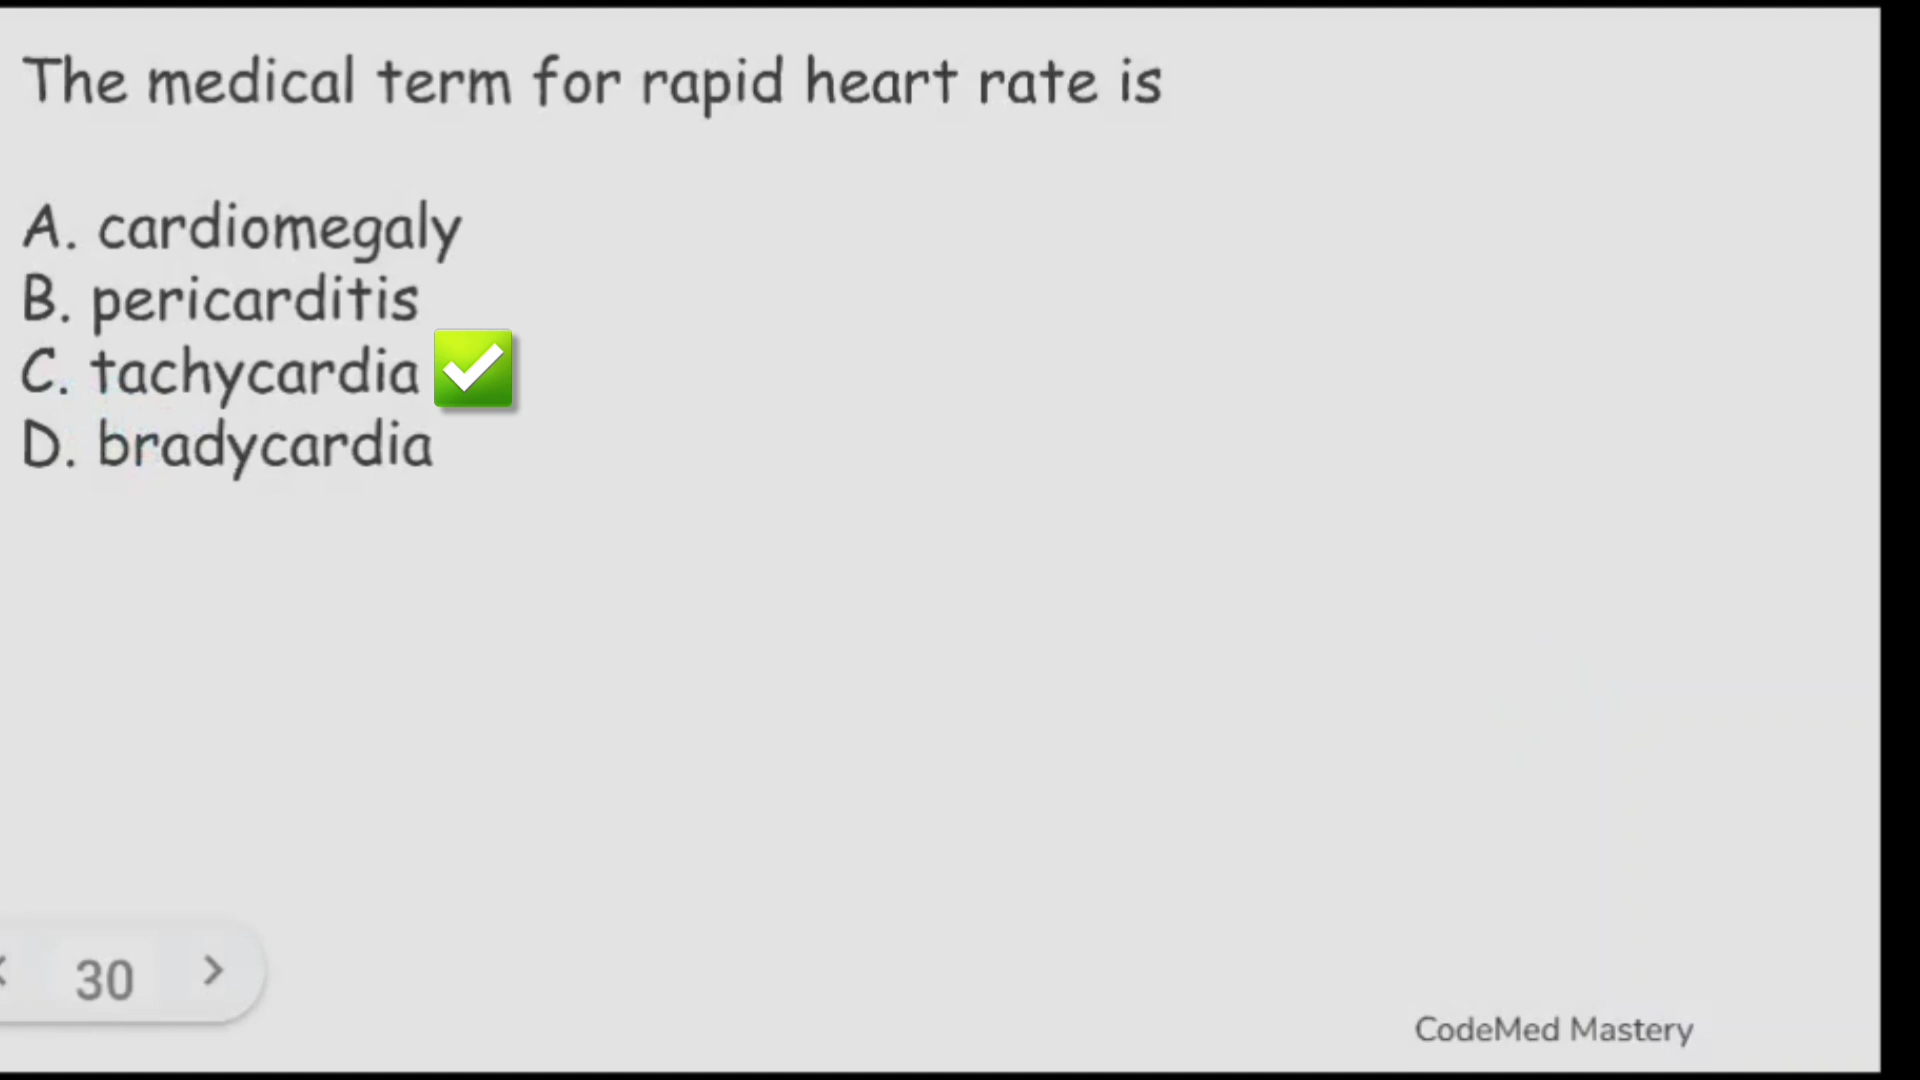 The medical term for rapid heart rate is
A. cardiomegaly
B. pericarditis
C. tachycardia ✅
D. bradycardia
30
CodeMed Mastery